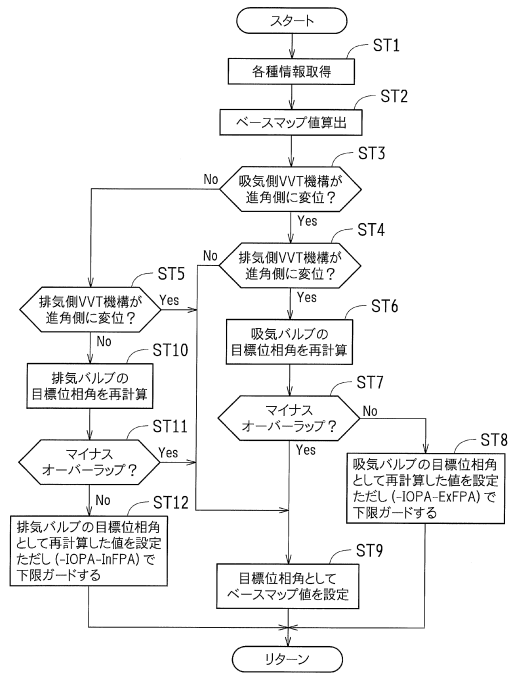 スタート
ST1
各種情報取得
ST2
ベースマップ値算出
ST3
吸気側VVT機構が
進角側に変位？
No
Yes
ST4
排気側VVT機構が
進角側に変位？
No
Yes
ST5
排気側VVT機構が
進角側に変位？
Yes
No
ST6
吸気バルブの
目標位相角を再計算
ST10
排気バルブの
目標位相角を再計算
ST7
マイナス
オーバーラップ？
No
Yes
ST11
マイナス
オーバーラップ？
Yes
No
ST8
吸気バルブの目標位相角
として再計算した値を設定
ただし(-IOPA-ExFPA)で
下限ガードする
ST12
排気バルブの目標位相角
として再計算した値を設定
ただし(-IOPA-InFPA)で
下限ガードする
ST9
目標位相角として
ベースマップ値を設定
リターン